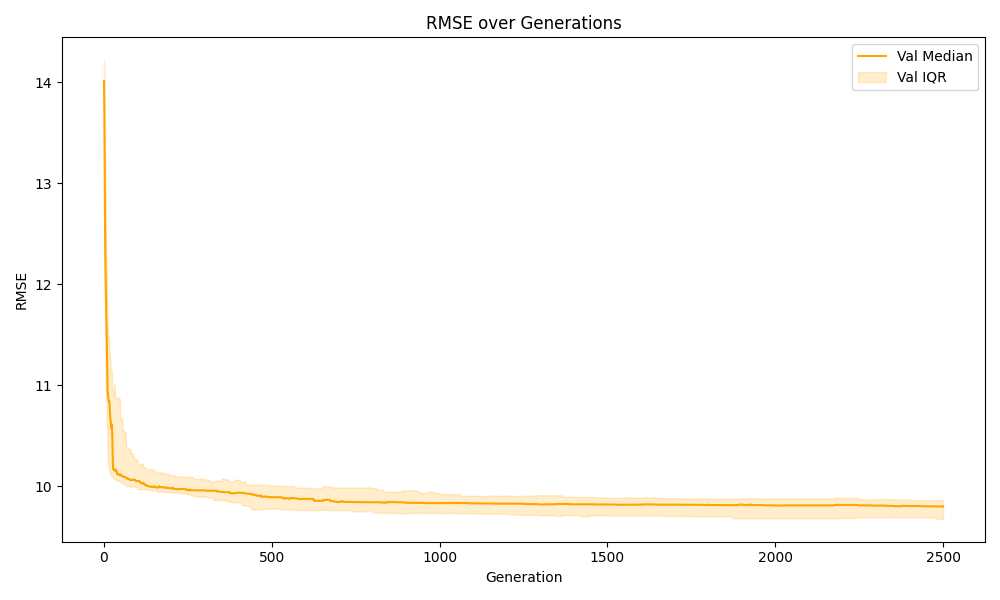 RMSE over Generations
Val Median
Val IQR
RMSE
14
13
12
11
10
0 500 1000 1500 2000 2500
Generation